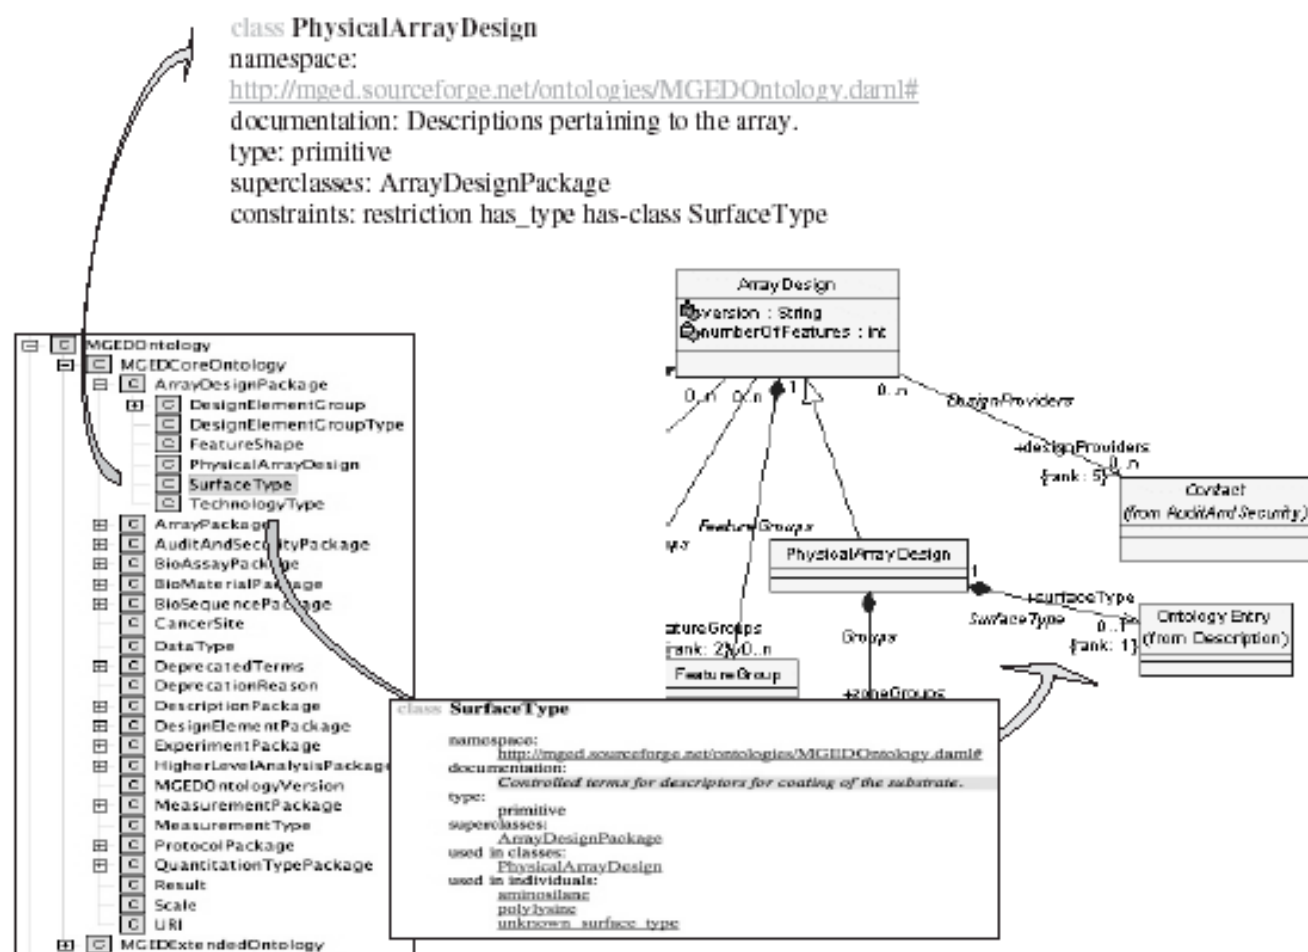 class PhysicalArrayDesign
namespace:
http://mged.sourceforge.net/ontologies/MGEDOntology.daml#
documentation: Descriptions pertaining to the array.
type: primitive
superclasses: ArrayDesignPackage
constraints: restriction has_type has-class SurfaceType
ArrayDesign
version : String
numberOfFeatures : int
0..n 0..n 1 0..n
DesignProviders
+designProviders
0..n
{rank: 5}
Contact
(from AuditAndSecurity)
FeatureGroups
PhysicalArrayDesign
1
+surfaceType
SurfaceType
{rank: 1}
Ontology Entry
(from Description)
atureGroups
rank: 2} 0..n
FeatureGroup
Groups
+zoneGroups
MGEDOntology
MGEDCoreOntology
ArrayDesignPackage
DesignElementGroup
DesignElementGroupType
FeatureShape
PhysicalArrayDesign
SurfaceType
TechnologyType
ArrayPackage
AuditAndSecurityPackage
BioAssayPackage
BioMaterialPackage
BioSequencePackage
CancerSite
DataType
DeprecatedTerms
DeprecationReason
DescriptionPackage
DesignElementPackage
ExperimentPackage
HigherLevelAnalysisPackage
MGEDOntologyVersion
MeasurementPackage
MeasurementType
ProtocolPackage
QuantitationTypePackage
Result
Scale
URI
MGEDExtendedOntology
class SurfaceType
namespace:
http://mged.sourceforge.net/ontologies/MGEDOntology.daml#
documentation:
Controlled terms for descriptors for coating of the substrate.
type:
primitive
superclasses:
ArrayDesignPackage
used in classes:
PhysicalArrayDesign
used in individuals:
aminosilane
polylysine
unknown_surface_type